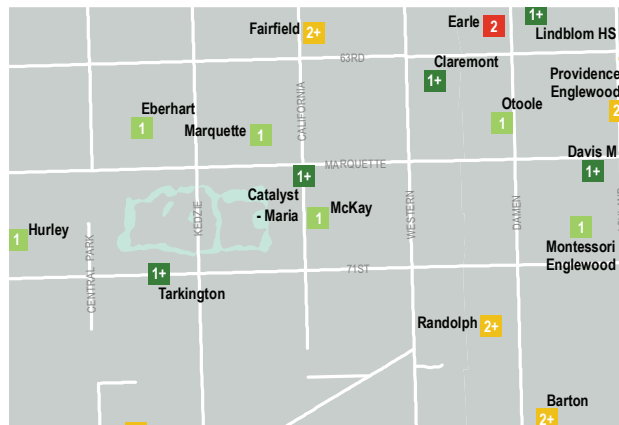 Fairfield
2+
Earle
2
1+
Lindblom HS
63RD
Claremont
1+
Providence
Englewood
2
Eberhart
1
Marquette
1
CALIFORNIA
Otoole
1
MARQUETTE
Davis M
1+
1+
Catalyst
- Maria
McKay
1
Hurley
1
KEDZIE
WESTERN
DAMEN
1
Montessori
Englewood
CENTRAL PARK
1+
Tarkington
71ST
Randolph
2+
Barton
2+